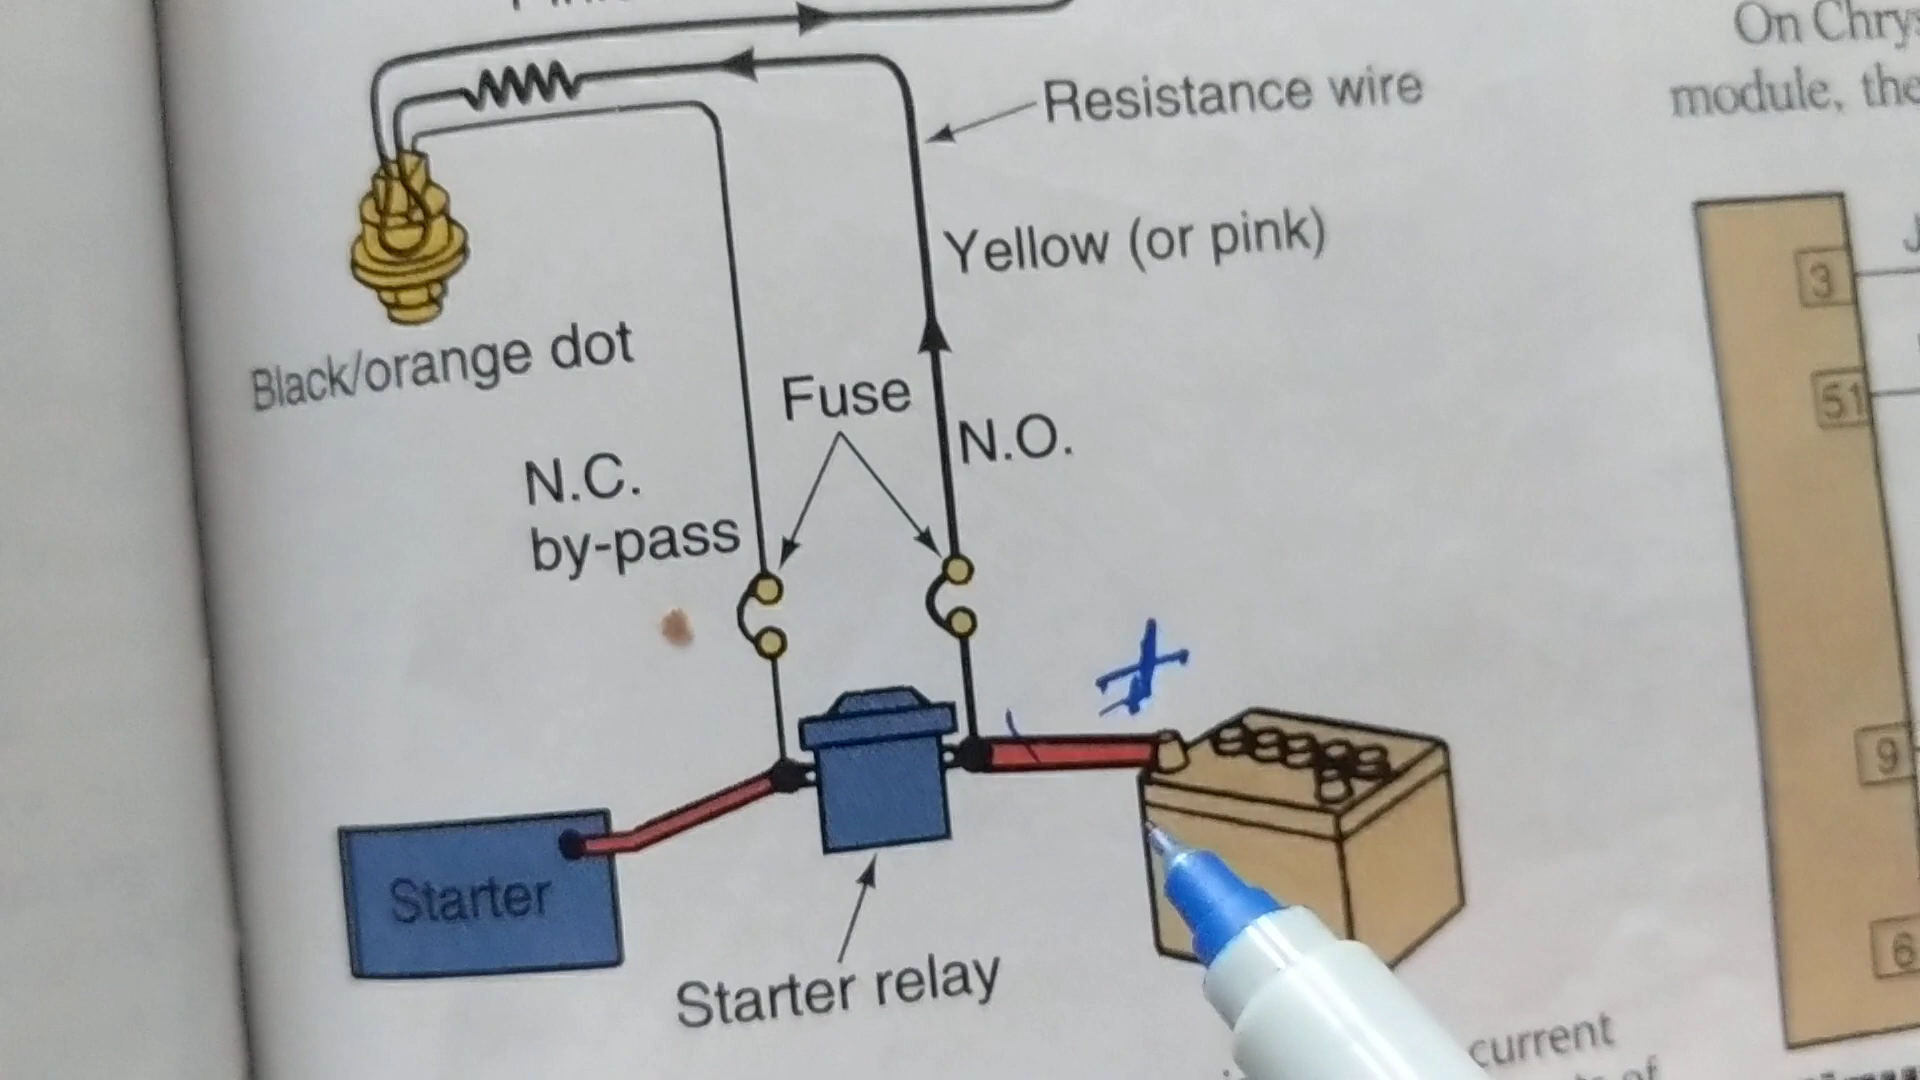 On Chrys
module, the
Resistance wire
Yellow (or pink)
3
Black/orange dot
Fuse
51
N.O.
N.C.
by-pass
+
9
Starter
6
Starter relay
current
of